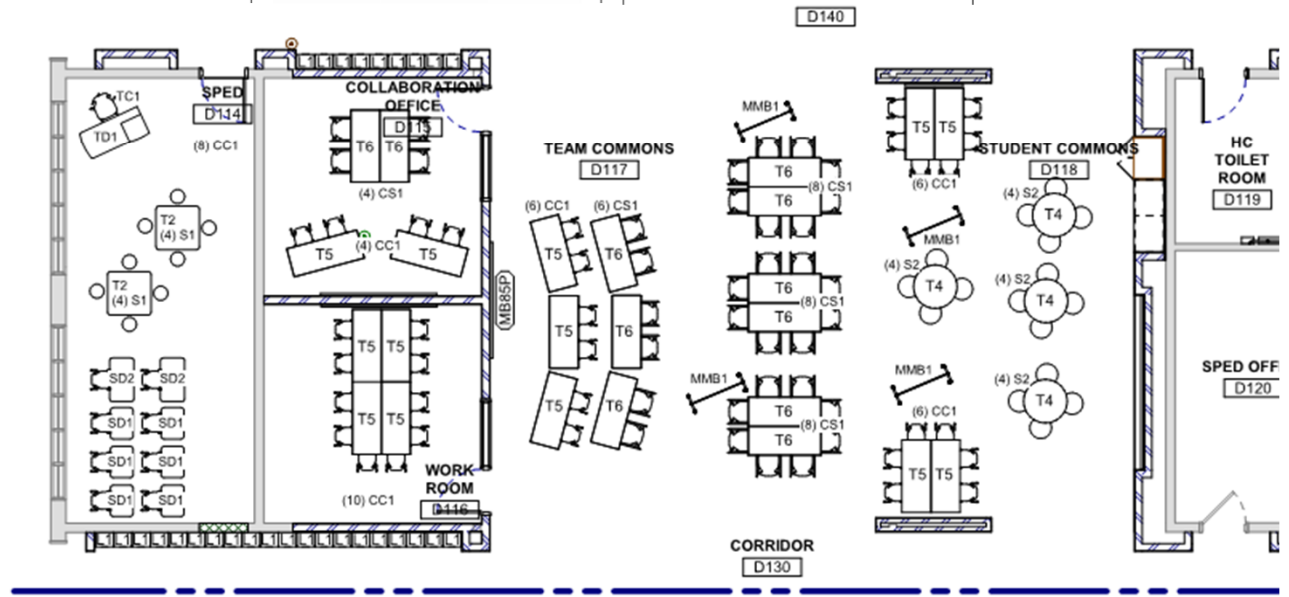 D140
SPED
D114
(8) CC1
TC1
TD1
T2
(4) S1
T2
(4) S1
SD2
SD2
SD1
SD1
SD1
SD1
SD1
SD1
COLLABORATION
OFFICE
D115
T6
T6
(4) CS1
(4) CC1
T5
T5
T5
T5
T5
T5
WORK
ROOM
D116
(10) CC1
MB85P
TEAM COMMONS
D117
(6) CC1
(6) CS1
T5
T6
T5
T6
T5
T6
MMB1
T6
(8) CS1
T6
T6
(8) CS1
T6
MMB1
T6
(8) CS1
T6
T5
T5
(6) CC1
MMB1
MMB1
(6) CC1
T5
T5
STUDENT COMMONS
D118
(4) S2
T4
(4) S2
T4
(4) S2
T4
(4) S2
T4
HC
TOILET
ROOM
D119
SPED OFF
D120
CORRIDOR
D130